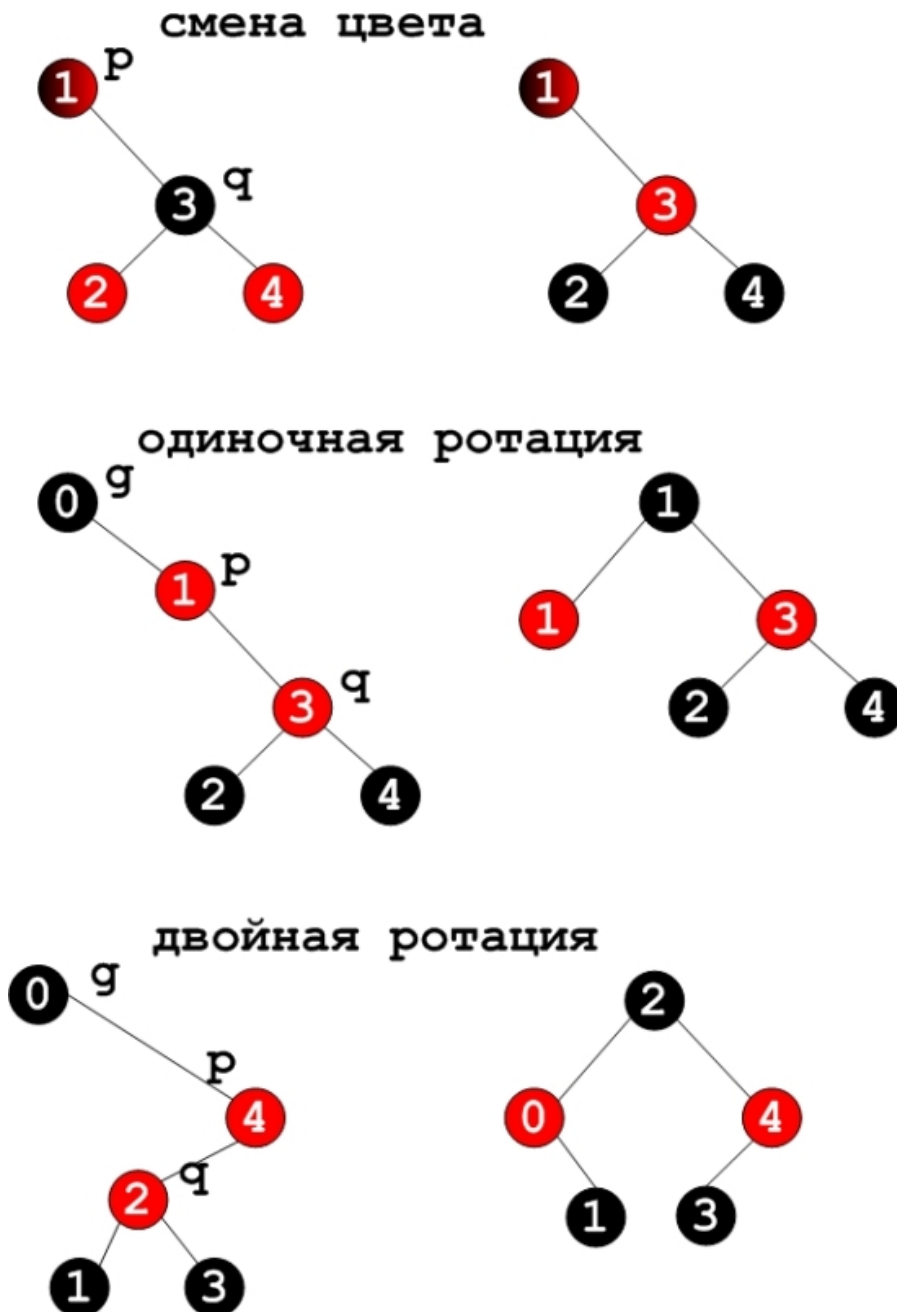 смена цвета
1 p
1
3 q
3
2 4
2 4
одиночная ротация
0 g
1
1 p
1 3
3 q
2 4
2 4
двойная ротация
0 g
2
p
4
0 4
2 q
1 3
1 3